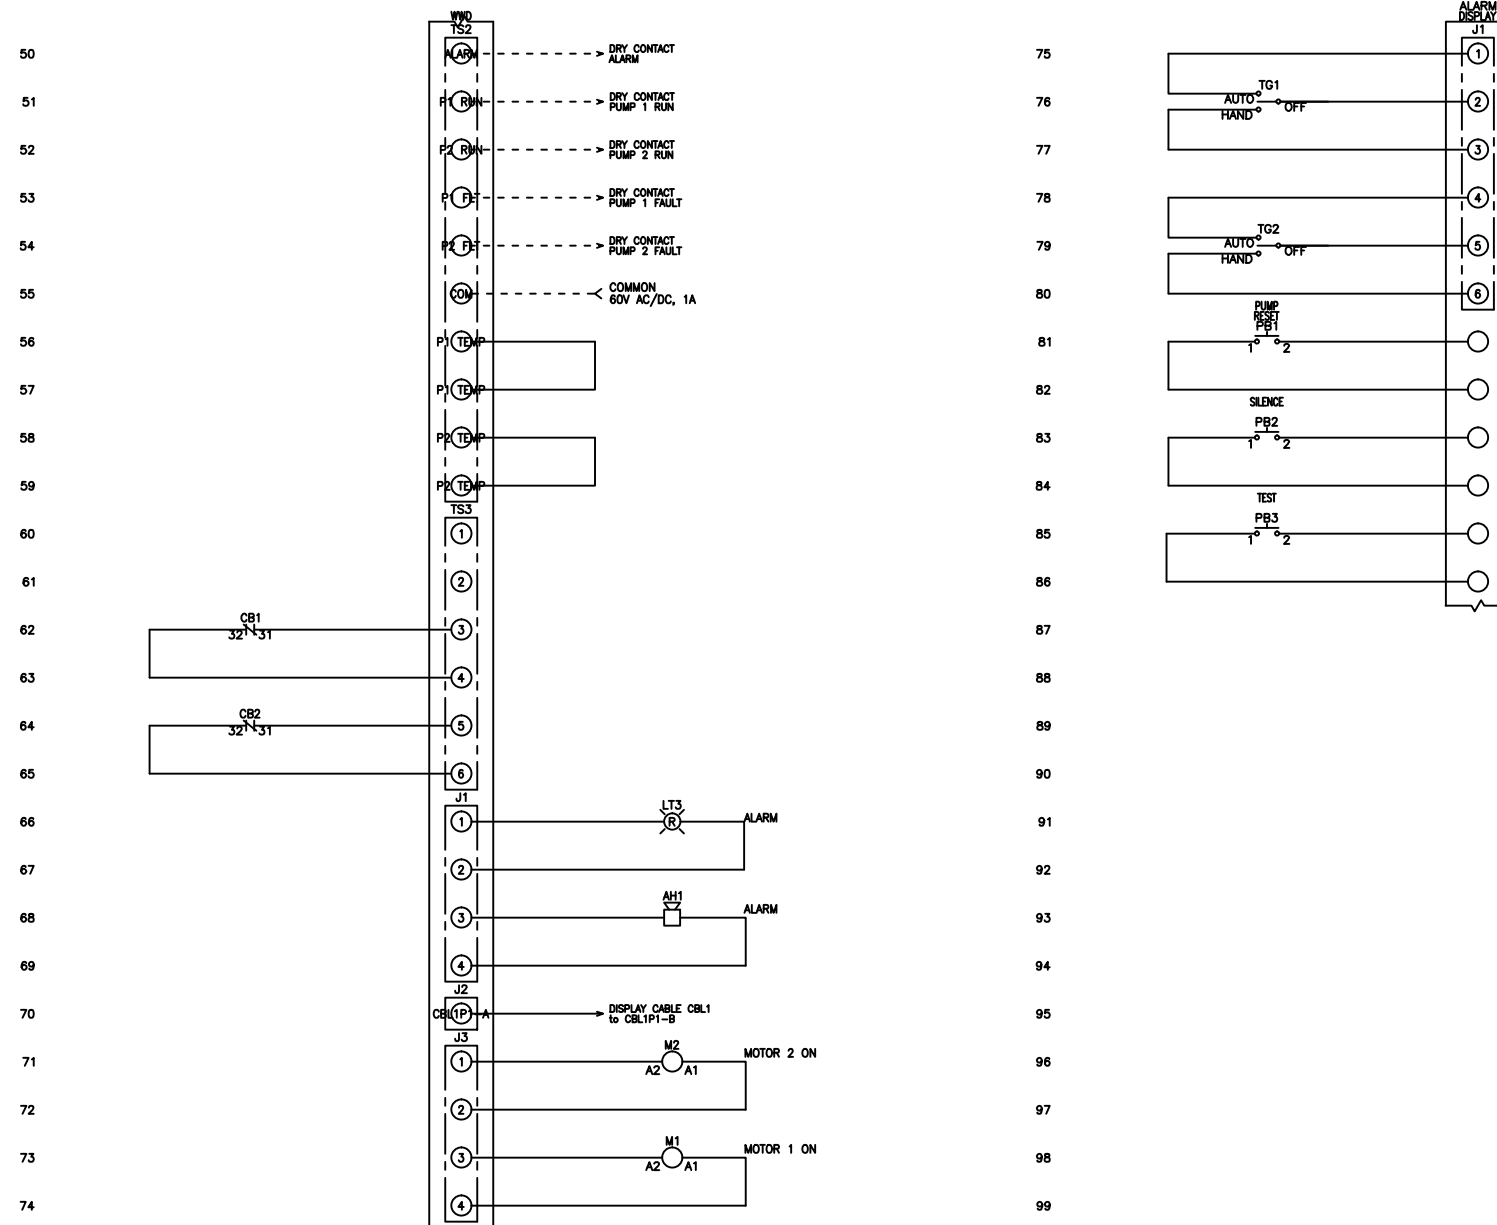 WWD
TS2
50
ALARM
DRY CONTACT
ALARM
51
P1 RUN
DRY CONTACT
PUMP 1 RUN
52
P2 RUN
DRY CONTACT
PUMP 2 RUN
53
P1 FLT
DRY CONTACT
PUMP 1 FAULT
54
P2 FLT
DRY CONTACT
PUMP 2 FAULT
55
COM
COMMON
60V AC/DC, 1A
56
P1 TEMP
57
P1 TEMP
58
P2 TEMP
59
P2 TEMP
TS3
60
1
61
2
CB1
62
32 31
3
63
4
CB2
64
32 31
5
65
6
J1
LT3
66
1
R
ALARM
67
2
AH1
68
3
ALARM
69
4
J2
70
CBL1P1-A
DISPLAY CABLE CBL1
to CBL1P1-B
J3
M2
71
1
A2 A1
MOTOR 2 ON
72
2
M1
73
3
A2 A1
MOTOR 1 ON
74
4
ALARM
DISPLAY
J1
75
1
TG1
76
AUTO
OFF
HAND
2
77
3
78
4
TG2
79
AUTO
OFF
HAND
5
80
6
PUMP
RESET
PB1
81
1 2
82
SILENCE
PB2
83
1 2
84
TEST
PB3
85
1 2
86
87
88
89
90
91
92
93
94
95
96
97
98
99